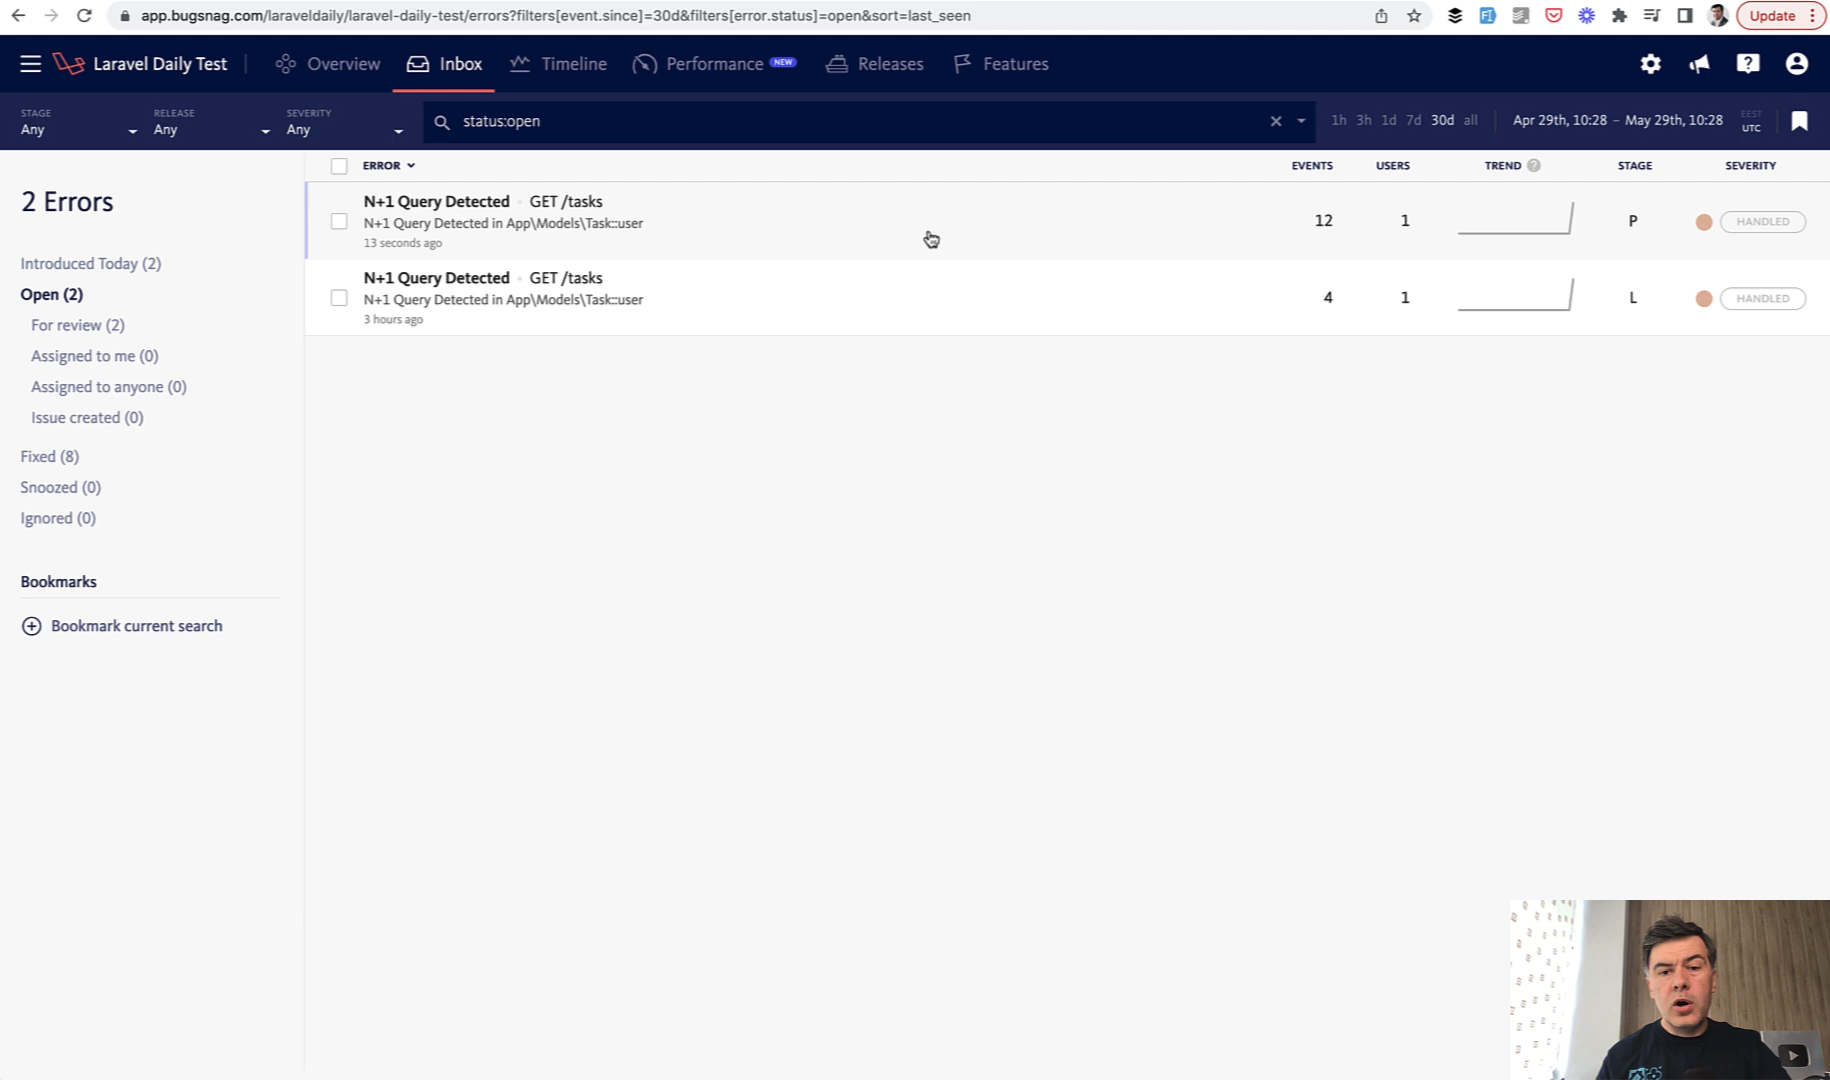 app.bugsnag.com/laraveldaily/laravel-daily-test/errors?filters[event.since]=30d&filters[error.status]=open&sort=last_seen
Update
Laravel Daily Test
Overview
Inbox
Timeline
Performance NEW
Releases
Features
STAGE
Any
RELEASE
Any
SEVERITY
Any
status:open
1h 3h 1d 7d 30d all
Apr 29th, 10:28 – May 29th, 10:28
EEST
UTC
2 Errors
Introduced Today (2)
Open (2)
For review (2)
Assigned to me (0)
Assigned to anyone (0)
Issue created (0)
Fixed (8)
Snoozed (0)
Ignored (0)
Bookmarks
Bookmark current search
ERROR EVENTS USERS TREND ? STAGE SEVERITY
N+1 Query Detected GET /tasks
N+1 Query Detected in App\Models\Task::user
13 seconds ago
12 1 P HANDLED
N+1 Query Detected GET /tasks
N+1 Query Detected in App\Models\Task::user
3 hours ago
4 1 L HANDLED